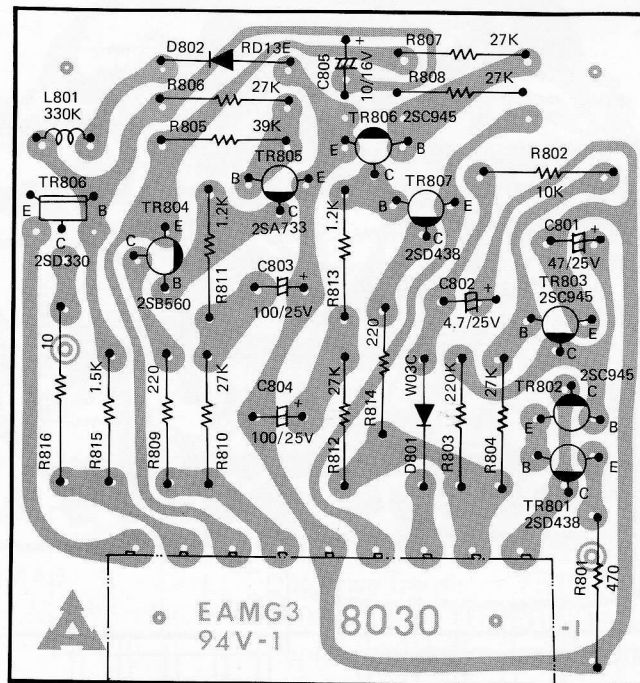 D802 RD13E
R806 27K
R805 39K
L801
330K
C805
+
10/16V
R807 27K
R808 27K
TR806 2SC945
E B
C
TR805
B E
C
2SA733
TR807
B E
C
2SD438
R802
10K
TR806
E B
C
2SD330
TR804
E
C
B
2SB560
1.2K
R811
C803
+
100/25V
1.2K
R813
C802
+
4.7/25V
C801
+
47/25V
TR803
2SC945
B E
C
10
R816
1.5K
R815
220
R809
27K
R810
C804
+
100/25V
27K
R812
220
R814
W03C
D801
220K
R803
27K
R804
2SC945
TR802
C
E B
B E
C
TR801
2SD438
R801
470
EAMG3
94V-1
8030
-1